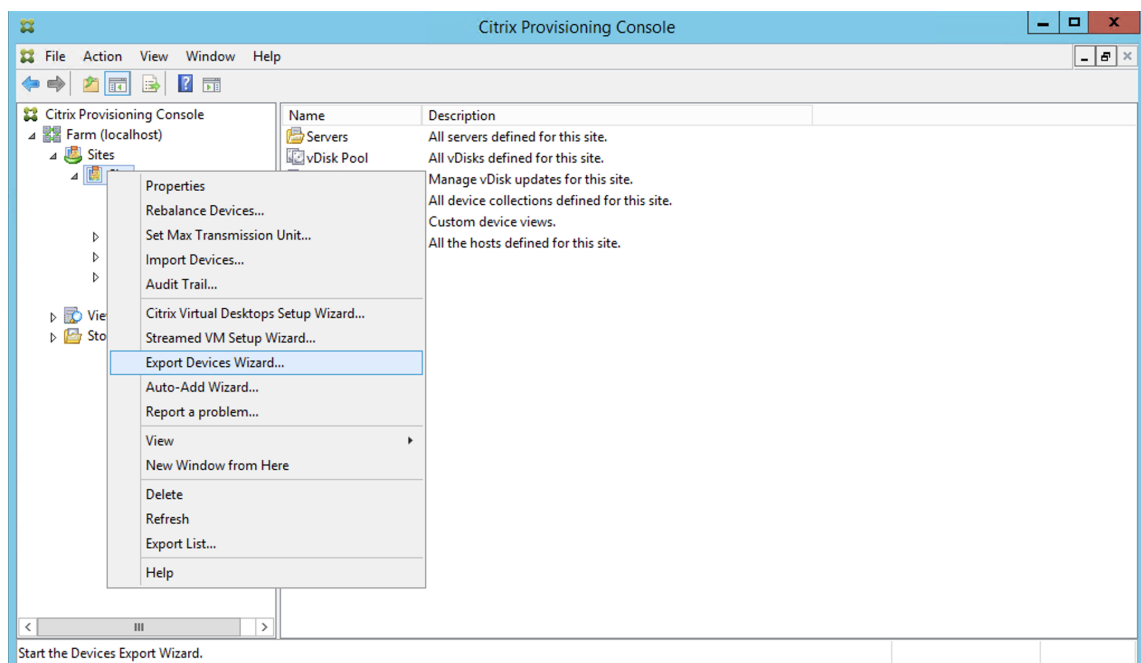 Citrix Provisioning Console
File Action View Window Help
Citrix Provisioning Console
Farm (localhost)
Sites
Vie
Sto
Name Description
Servers All servers defined for this site.
vDisk Pool All vDisks defined for this site.
Manage vDisk updates for this site.
All device collections defined for this site.
Custom device views.
All the hosts defined for this site.
Properties
Rebalance Devices...
Set Max Transmission Unit...
Import Devices...
Audit Trail...
Citrix Virtual Desktops Setup Wizard...
Streamed VM Setup Wizard...
Export Devices Wizard...
Auto-Add Wizard...
Report a problem...
View
New Window from Here
Delete
Refresh
Export List...
Help
Start the Devices Export Wizard.